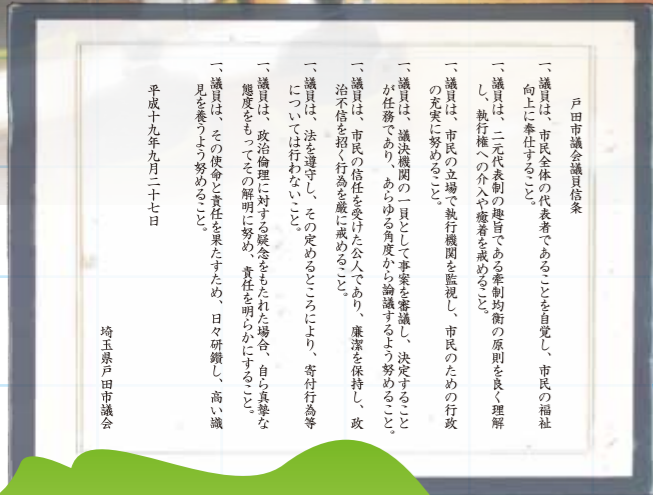 戸田市議会議員信条
一、議員は、市民全体の代表者であることを自覚し、市民の福祉
向上に奉仕すること。
一、議員は、二元代表制の趣旨である牽制均衡の原則を良く理解
し、執行権への介入や癒着を戒めること。
一、議員は、市民の立場で執行機関を監視し、市民のための行政
の充実に努めること。
一、議員は、議決機関の一員として事案を審議し、決定すること
が任務であり、あらゆる角度から論議するよう努めること。
一、議員は、市民の信任を受けた公人であり、廉潔を保持し、政
治不信を招く行為を厳に戒めること。
一、議員は、法を遵守し、その定めるところにより、寄付行為等
については行わないこと。
一、議員は、政治倫理に対する疑念をもたれた場合、自ら真摯な
態度をもってその解明に努め、責任を明らかにすること。
一、議員は、その使命と責任を果たすため、日々研鑽し、高い識
見を養うよう努めること。
平成十九年九月二十七日
埼玉県戸田市議会